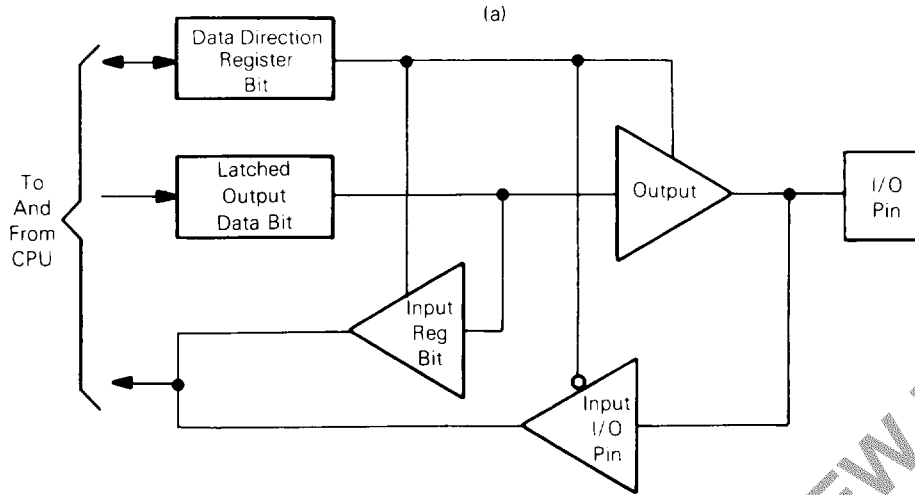 (a)
Data Direction
Register
Bit
To
And
From
CPU
Latched
Output
Data Bit
Output
I/O
Pin
Input
Reg
Bit
Input
I/O
Pin